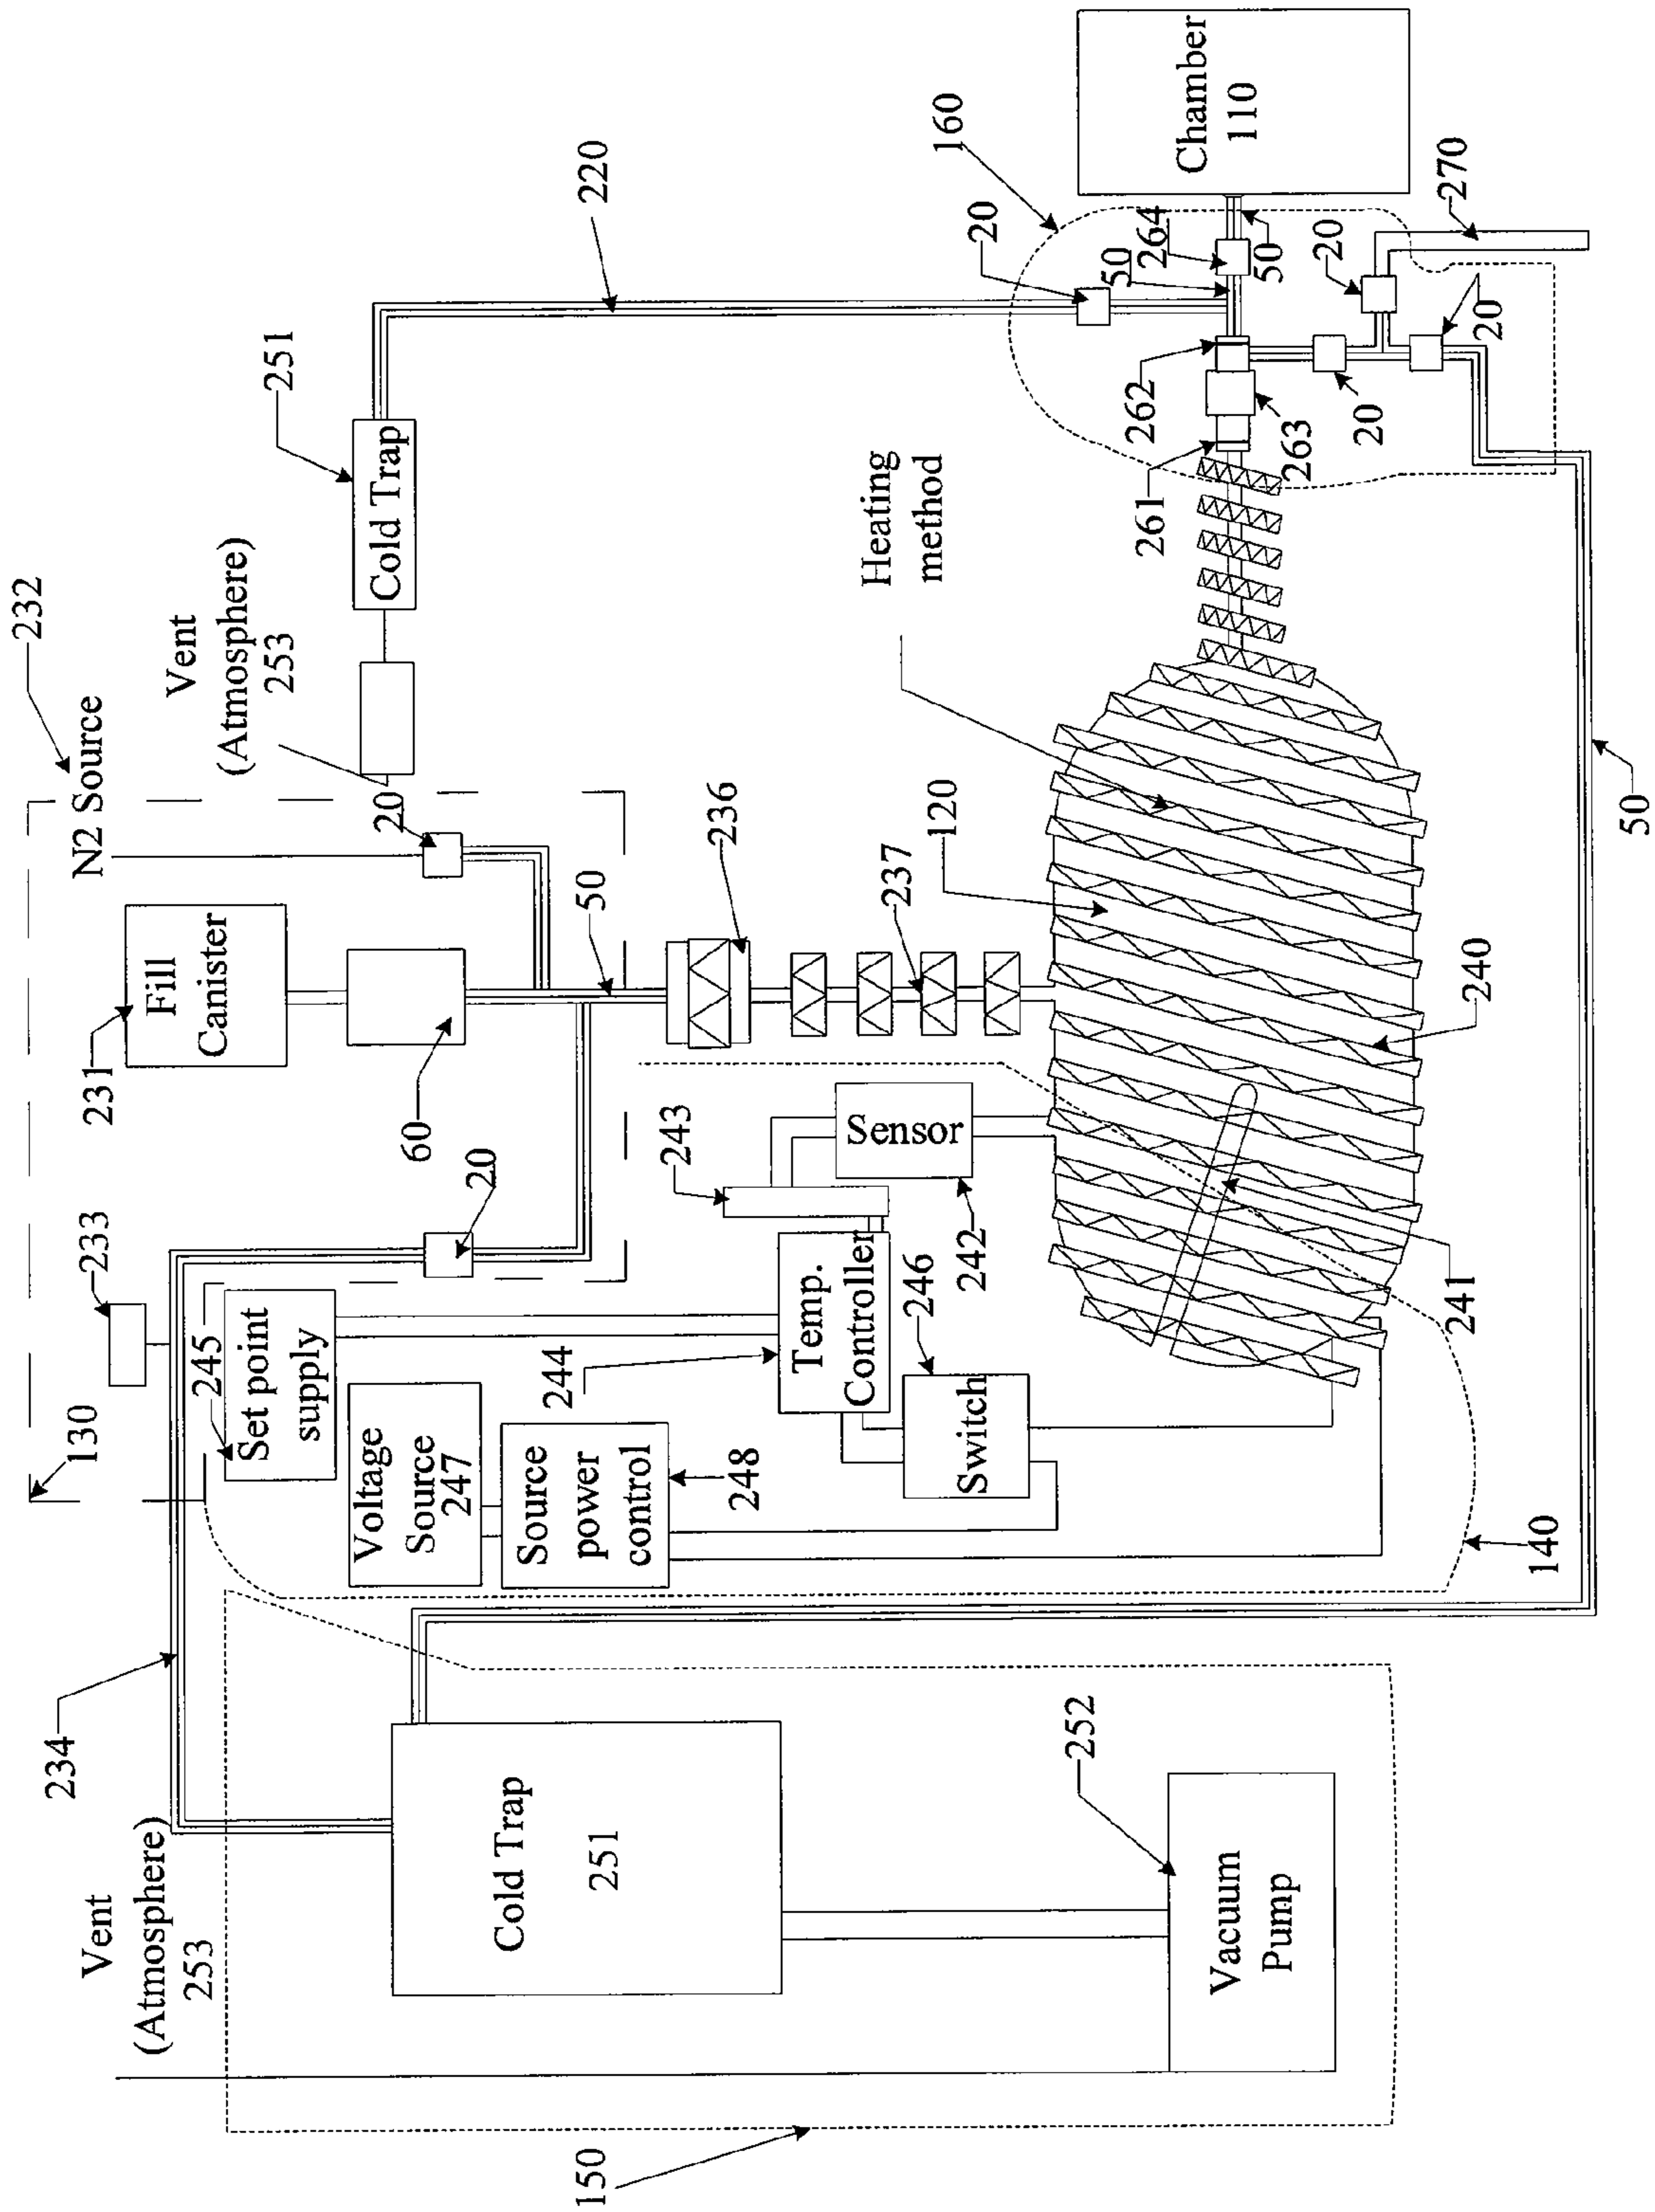 234
130
233
231
232
N2 Source
Vent
(Atmosphere)
253
Vent
(Atmosphere)
253
245
Set point
supply
Fill
Canister
251
Cold Trap
Voltage
Source
247
60
20
20
50
220
Cold Trap
251
Source
power
control
248
244
243
236
150
Temp.
Controller
Sensor
237
Heating
method
246
242
120
160
20
Switch
252
Vacuum
Pump
261
262
50
264
Chamber
110
263
50
20
20
20
270
241
240
140
50